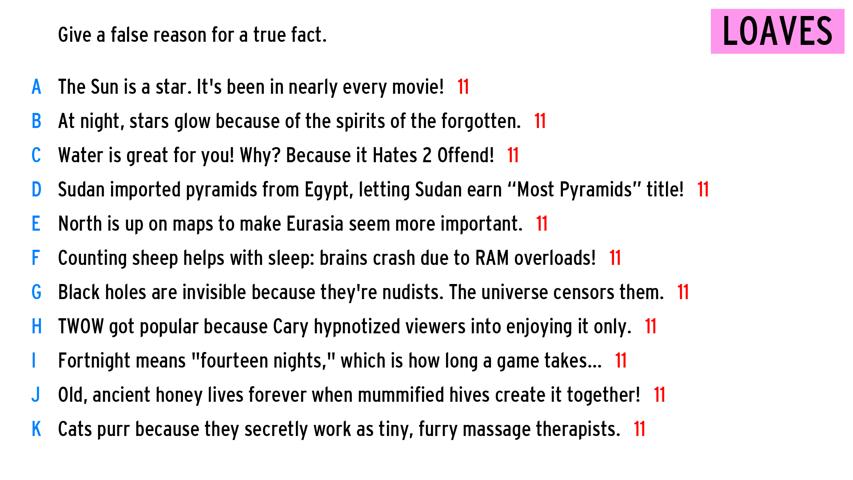 Give a false reason for a true fact.
LOAVES
A The Sun is a star. It's been in nearly every movie! 11
B At night, stars glow because of the spirits of the forgotten. 11
C Water is great for you! Why? Because it Hates 2 Offend! 11
D Sudan imported pyramids from Egypt, letting Sudan earn “Most Pyramids” title! 11
E North is up on maps to make Eurasia seem more important. 11
F Counting sheep helps with sleep: brains crash due to RAM overloads! 11
G Black holes are invisible because they're nudists. The universe censors them. 11
H TWOW got popular because Cary hypnotized viewers into enjoying it only. 11
I Fortnight means "fourteen nights," which is how long a game takes... 11
J Old, ancient honey lives forever when mummified hives create it together! 11
K Cats purr because they secretly work as tiny, furry massage therapists. 11